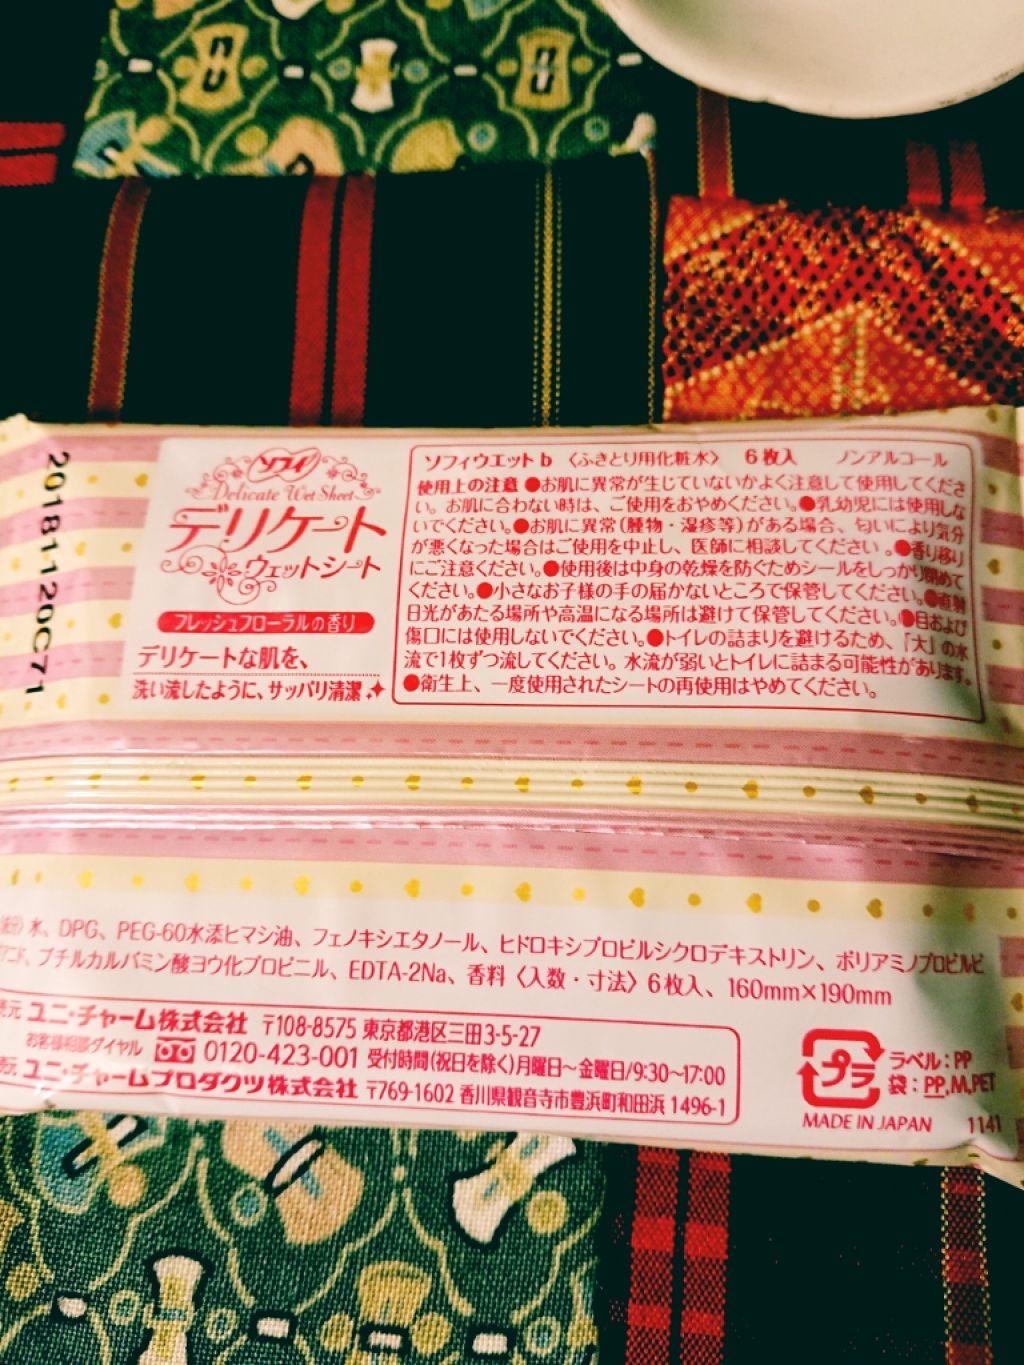 2018112007 1
ソフィ
Delicate Wet Sheet
デリケート
ウェットシート
フレッシュフローラルの香り
デリケートな肌を、
洗い流したように、サッパリ清潔
ソフィウエットb 〈ふきとり用化粧水〉 6枚入 ノンアルコール
使用上の注意 ●お肌に異常が生じていないかよく注意して使用してくださ
い。お肌に合わない時は、ご使用をおやめください。●乳幼児には使用しな
いでください。●お肌に異常(腫物・湿疹等)がある場合、匂いにより気分
が悪くなった場合はご使用を中止し、医師に相談してください。●香り移り
にご注意ください。●使用後は中身の乾燥を防ぐためシールをしっかり閉めて
ください。●小さなお子様の手の届かないところで保管してください。●直射
日光があたる場所や高温になる場所は避けて保管してください。●目および
傷口には使用しないでください。●トイレの詰まりを避けるため、「大」の水
流で1枚ずつ流してください。水流が弱いとトイレに詰まる可能性があります。
●衛生上、一度使用されたシートの再使用はやめてください。
水、DPG、PEG-60水添ヒマシ油、フェノキシエタノール、ヒドロキシプロピルシクロデキストリン、ポリアミノプロピルビ
グアニド、ブチルカルバミン酸ヨウ化プロピニル、EDTA-2Na、香料〈入数・寸法〉6枚入、160mm×190mm
元 ユニ・チャーム株式会社 〒108-8575 東京都港区三田3-5-27
お客様相談ダイヤル 0120-423-001 受付時間(祝日を除く)月曜日~金曜日/9:30~17:00
元 ユニ・チャームプロダクツ株式会社 〒769-1602 香川県観音寺市豊浜町和田浜 1496-1
プラ
ラベル:PP
袋:PP,M,PET
MADE IN JAPAN 1141